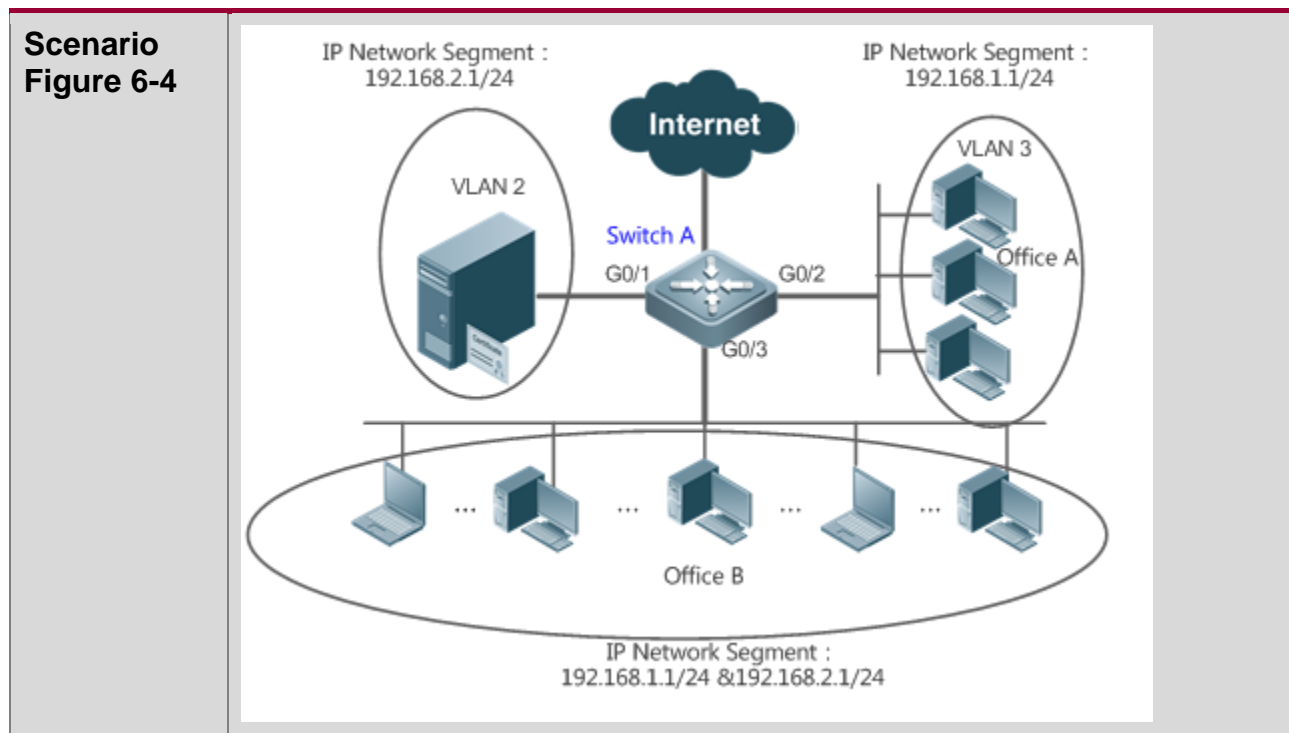 Scenario
Figure 6-4
IP Network Segment :
192.168.2.1/24
IP Network Segment :
192.168.1.1/24
Internet
VLAN 2
VLAN 3
Switch A
G0/1
G0/2
Office A
Certificate
G0/3
... ... ... ...
Office B
IP Network Segment :
192.168.1.1/24 &192.168.2.1/24